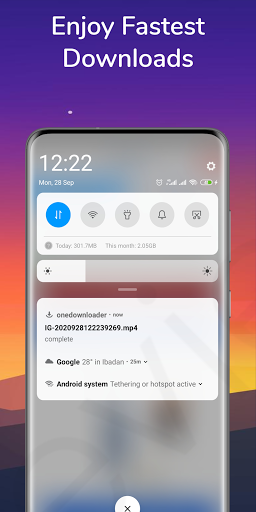 Enjoy Fastest
Downloads
12:22
Mon, 28 Sep
Today: 301.7MB This month: 2.05GB
onedownloader • now
IG-2020928122239269.mp4
complete
Google 28° in Ibadan • 25m
Android system Tethering or hotspot active